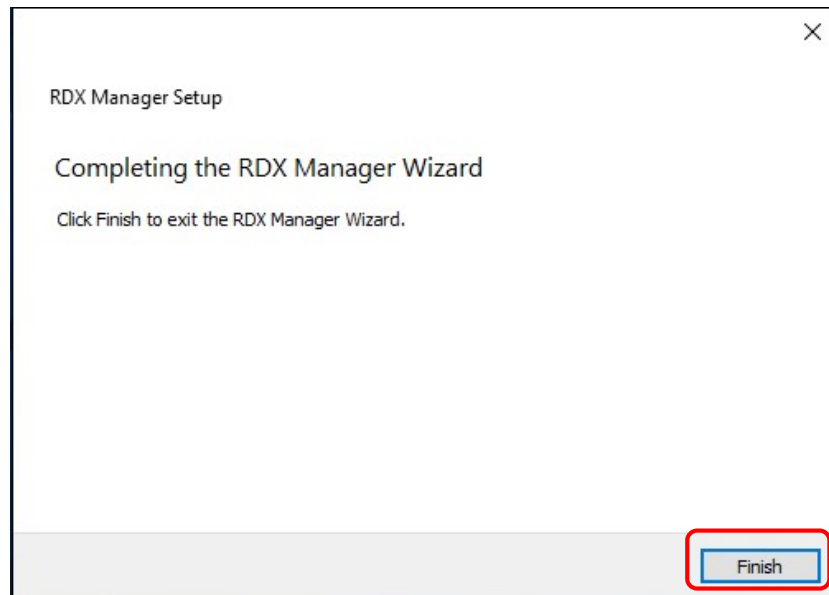 RDX Manager Setup
Completing the RDX Manager Wizard
Click Finish to exit the RDX Manager Wizard.
Finish